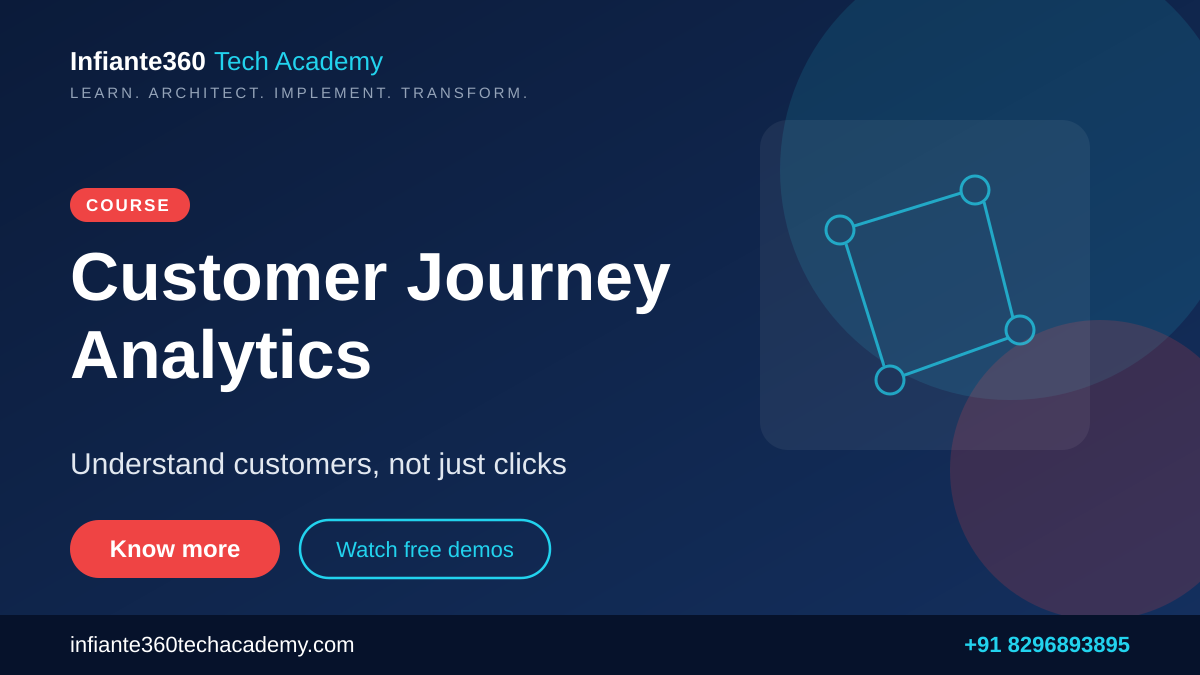 Infiante360 Tech Academy
LEARN. ARCHITECT. IMPLEMENT. TRANSFORM.
COURSE
Customer Journey
Analytics
Understand customers, not just clicks
Know more
Watch free demos
infiante360techacademy.com
+91 8296893895